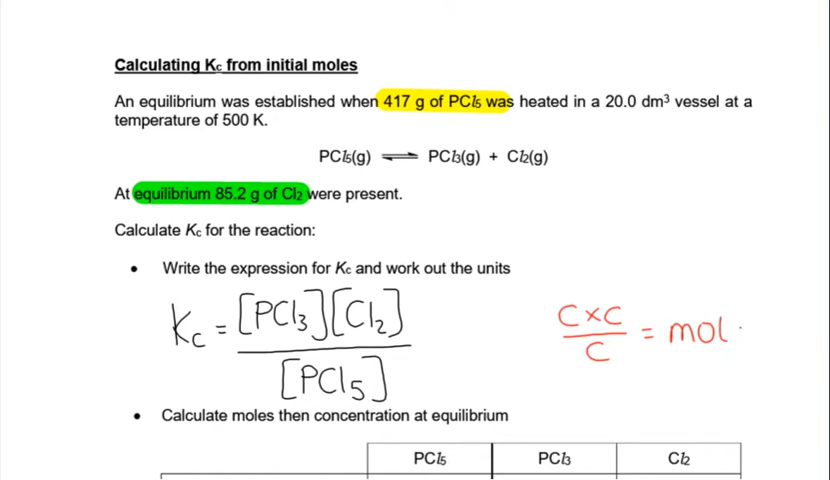 Calculating Kc from initial moles
An equilibrium was established when 417 g of PCl5 was heated in a 20.0 dm³ vessel at a
temperature of 500 K.
PCl5(g) ⇌ PCl3(g) + Cl2(g)
At equilibrium 85.2 g of Cl2 were present.
Calculate Kc for the reaction:
• Write the expression for Kc and work out the units
Kc = [PCl3][Cl2] / [PCl5]
C×C / C = mol
• Calculate moles then concentration at equilibrium
PCl5 PCl3 Cl2